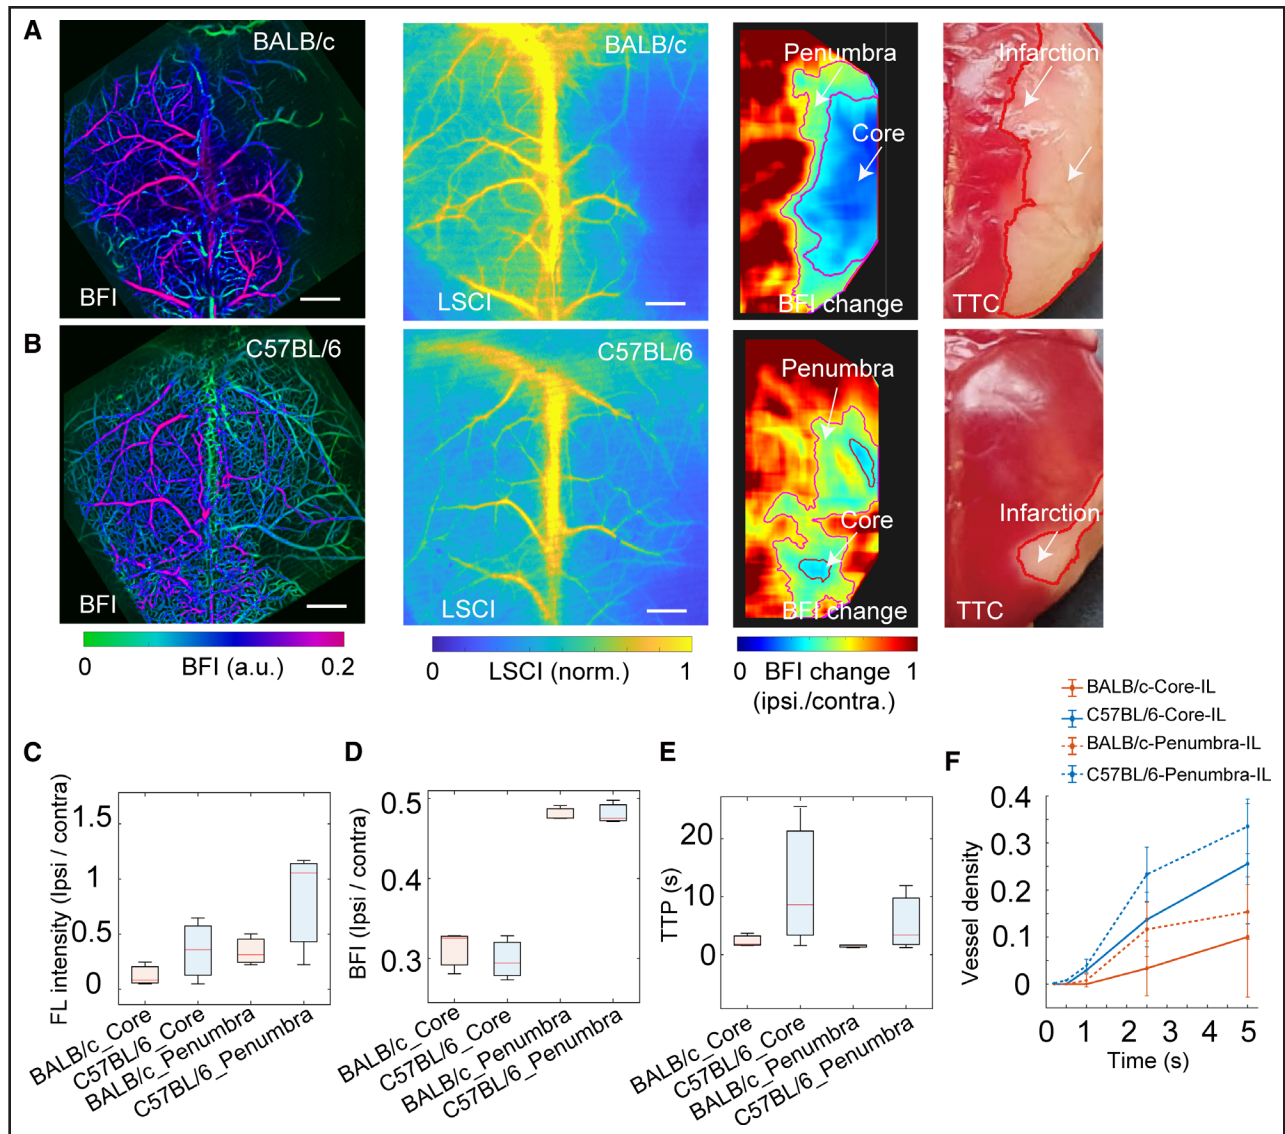 A
BALB/c
BFI
BALB/c
LSCI
Penumbra
Core
BFI change
Infarction
TTC
B
C57BL/6
BFI
C57BL/6
LSCI
Penumbra
Core
BFI change
Infarction
TTC
0 BFI (a.u.) 0.2
0 LSCI (norm.) 1
0 BFI change 1
(ipsi./contra.)
BALB/c-Core-IL
C57BL/6-Core-IL
BALB/c-Penumbra-IL
C57BL/6-Penumbra-IL
C
FL intensity (Ipsi / contra)
1.5
1
0.5
0
BALB/c_Core
C57BL/6_Core
BALB/c_Penumbra
C57BL/6_Penumbra
D
BFI (Ipsi / contra)
0.5
0.4
0.3
BALB/c_Core
C57BL/6_Core
BALB/c_Penumbra
C57BL/6_Penumbra
E
TTP (s)
20
10
0
BALB/c_Core
C57BL/6_Core
BALB/c_Penumbra
C57BL/6_Penumbra
F
Vessel density
0.4
0.3
0.2
0.1
0
0 1 2 3 4 5
Time (s)